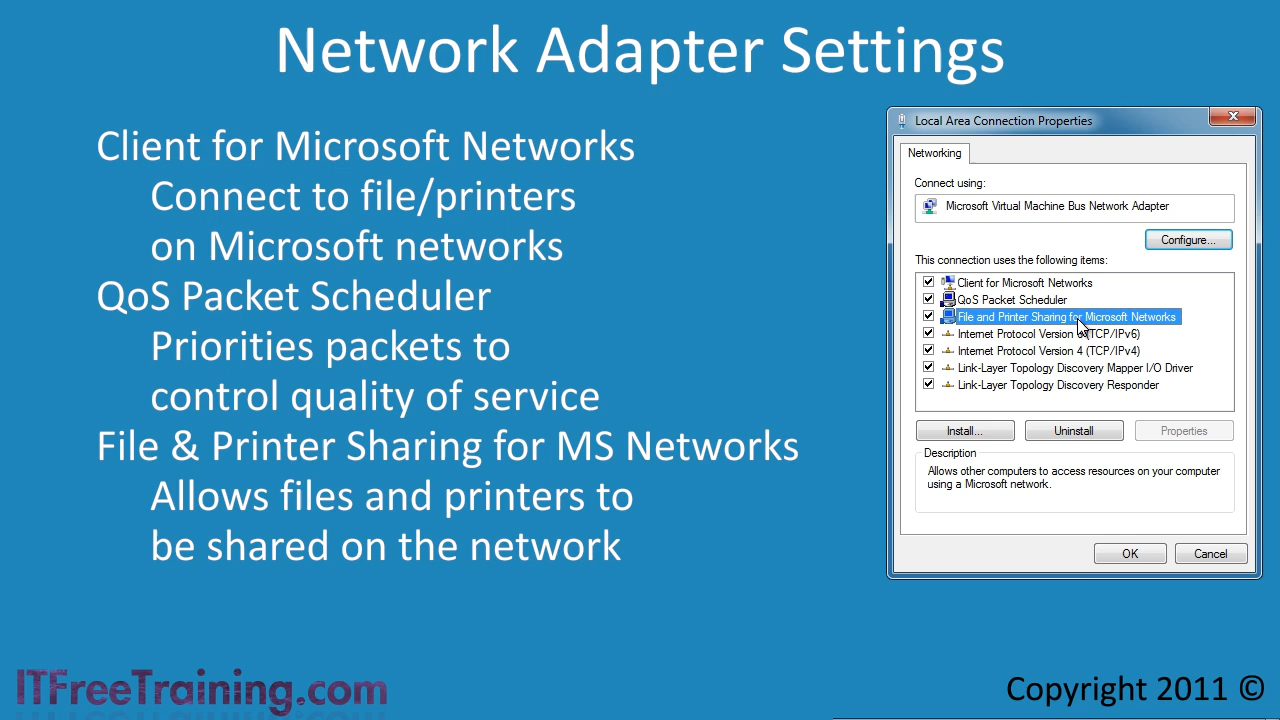 Network Adapter Settings
Client for Microsoft Networks
Connect to file/printers
on Microsoft networks
QoS Packet Scheduler
Priorities packets to
control quality of service
File & Printer Sharing for MS Networks
Allows files and printers to
be shared on the network
Local Area Connection Properties
Networking
Connect using:
Microsoft Virtual Machine Bus Network Adapter
Configure...
This connection uses the following items:
Client for Microsoft Networks
QoS Packet Scheduler
File and Printer Sharing for Microsoft Networks
Internet Protocol Version 6 (TCP/IPv6)
Internet Protocol Version 4 (TCP/IPv4)
Link-Layer Topology Discovery Mapper I/O Driver
Link-Layer Topology Discovery Responder
Install...
Uninstall
Properties
Description
Allows other computers to access resources on your computer
using a Microsoft network.
OK
Cancel
ITFreeTraining.com
Copyright 2011 ©